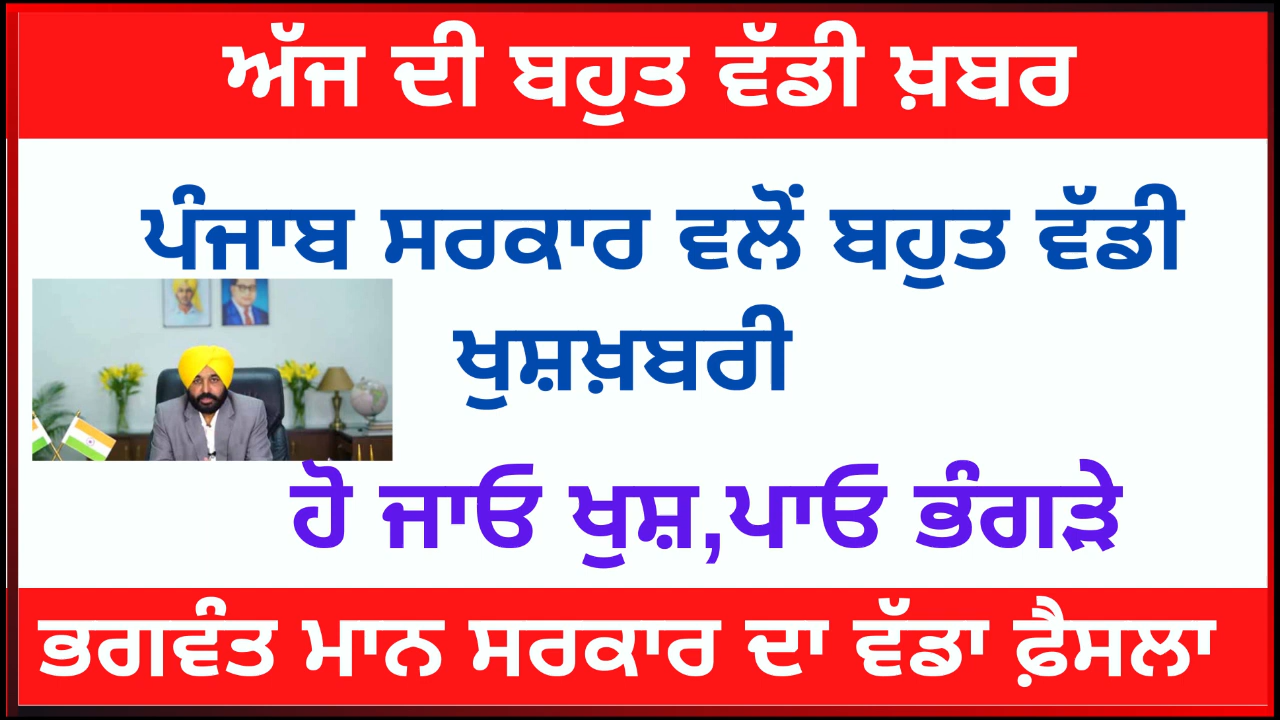 ਅੱਜ ਦੀ ਬਹੁਤ ਵੱਡੀ ਖ਼ਬਰ
ਪੰਜਾਬ ਸਰਕਾਰ ਵਲੋਂ ਬਹੁਤ ਵੱਡੀ
ਖੁਸ਼ਖ਼ਬਰੀ
ਹੋ ਜਾਓ ਖੁਸ਼,ਪਾਓ ਭੰਗੜੇ
ਭਗਵੰਤ ਮਾਨ ਸਰਕਾਰ ਦਾ ਵੱਡਾ ਫ਼ੈਸਲਾ